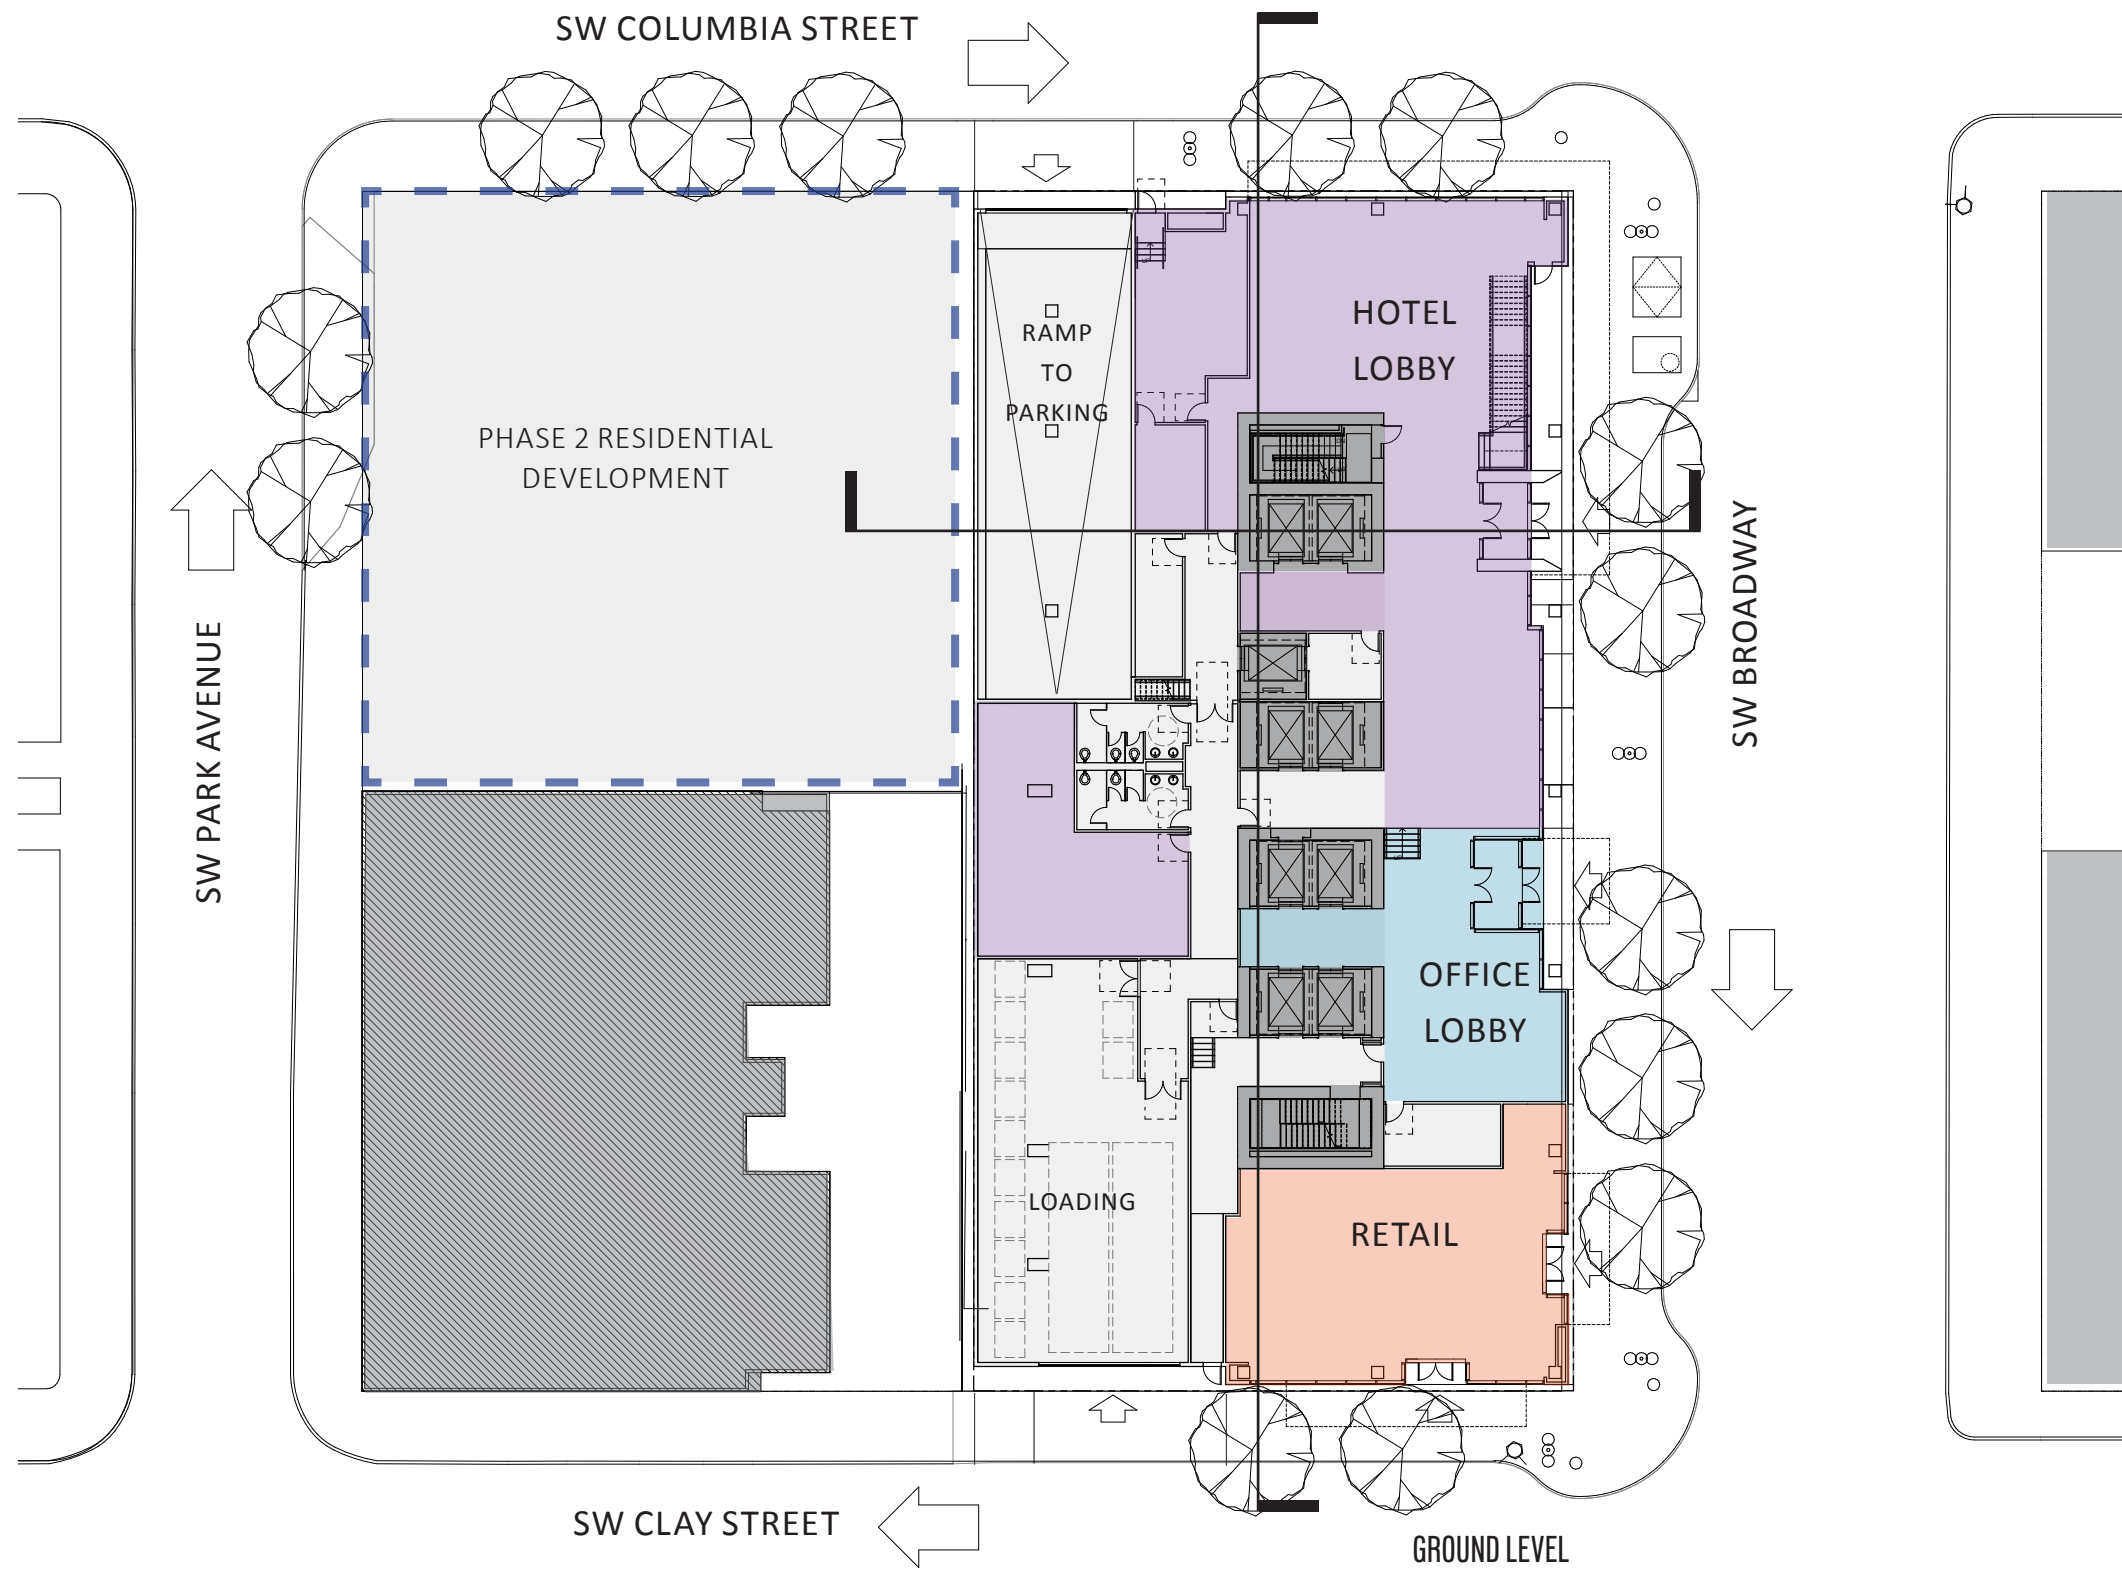 SW COLUMBIA STREET
RAMP
TO
PARKING
HOTEL
LOBBY
PHASE 2 RESIDENTIAL
DEVELOPMENT
SW PARK AVENUE
SW BROADWAY
OFFICE
LOBBY
LOADING
RETAIL
SW CLAY STREET
GROUND LEVEL